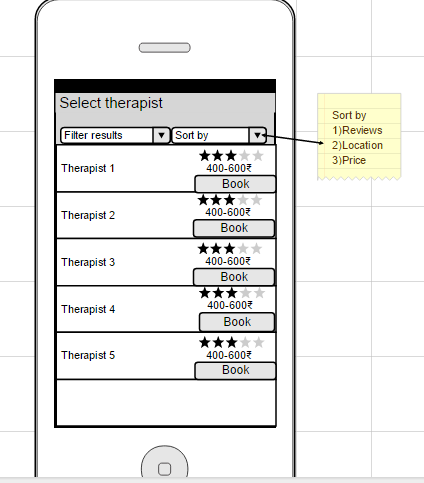 Select therapist
Filter results
Sort by
Therapist 1
400-600₹
Book
Therapist 2
400-600₹
Book
Therapist 3
400-600₹
Book
Therapist 4
400-600₹
Book
Therapist 5
400-600₹
Book
Sort by
1)Reviews
2)Location
3)Price